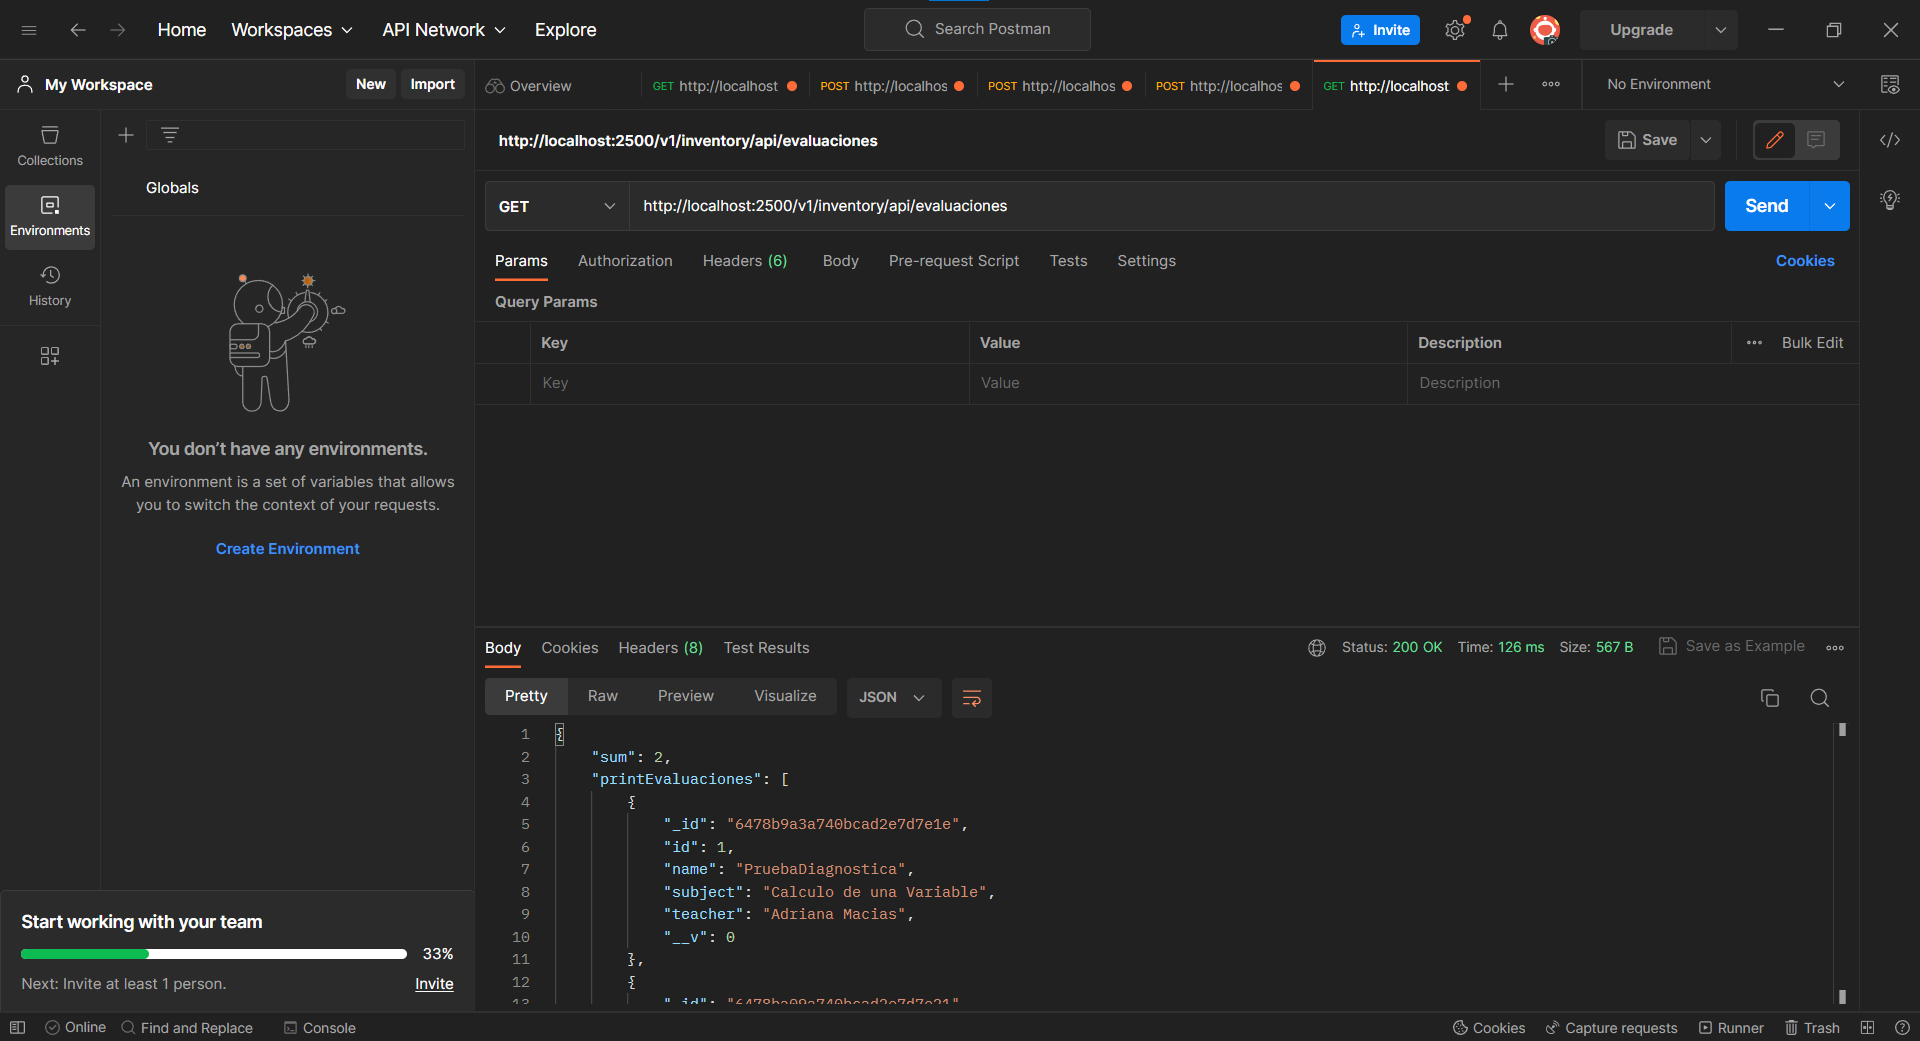 Home Workspaces API Network Explore Search Postman Invite Upgrade
My Workspace New Import Overview GET http://localhost POST http://localhos POST http://localhos POST http://localhos GET http://localhost No Environment
Collections
Environments
History
Globals
You don’t have any environments.
An environment is a set of variables that allows
you to switch the context of your requests.
Create Environment
Start working with your team
33%
Next: Invite at least 1 person. Invite
http://localhost:2500/v1/inventory/api/evaluaciones Save
GET http://localhost:2500/v1/inventory/api/evaluaciones Send
Params Authorization Headers (6) Body Pre-request Script Tests Settings Cookies
Query Params
Key Value Description Bulk Edit
Key Value Description
Body Cookies Headers (8) Test Results Status: 200 OK Time: 126 ms Size: 567 B Save as Example
Pretty Raw Preview Visualize JSON
1 {
2 "sum": 2,
3 "printEvaluaciones": [
4 {
5 "_id": "6478b9a3a740bcad2e7d7e1e",
6 "id": 1,
7 "name": "PruebaDiagnostica",
8 "subject": "Calculo de una Variable",
9 "teacher": "Adriana Macias",
10 "__v": 0
11 },
12 {
13 "_id": "6478ba09a740bcad2e7d7e21"
Online Find and Replace Console Cookies Capture requests Runner Trash